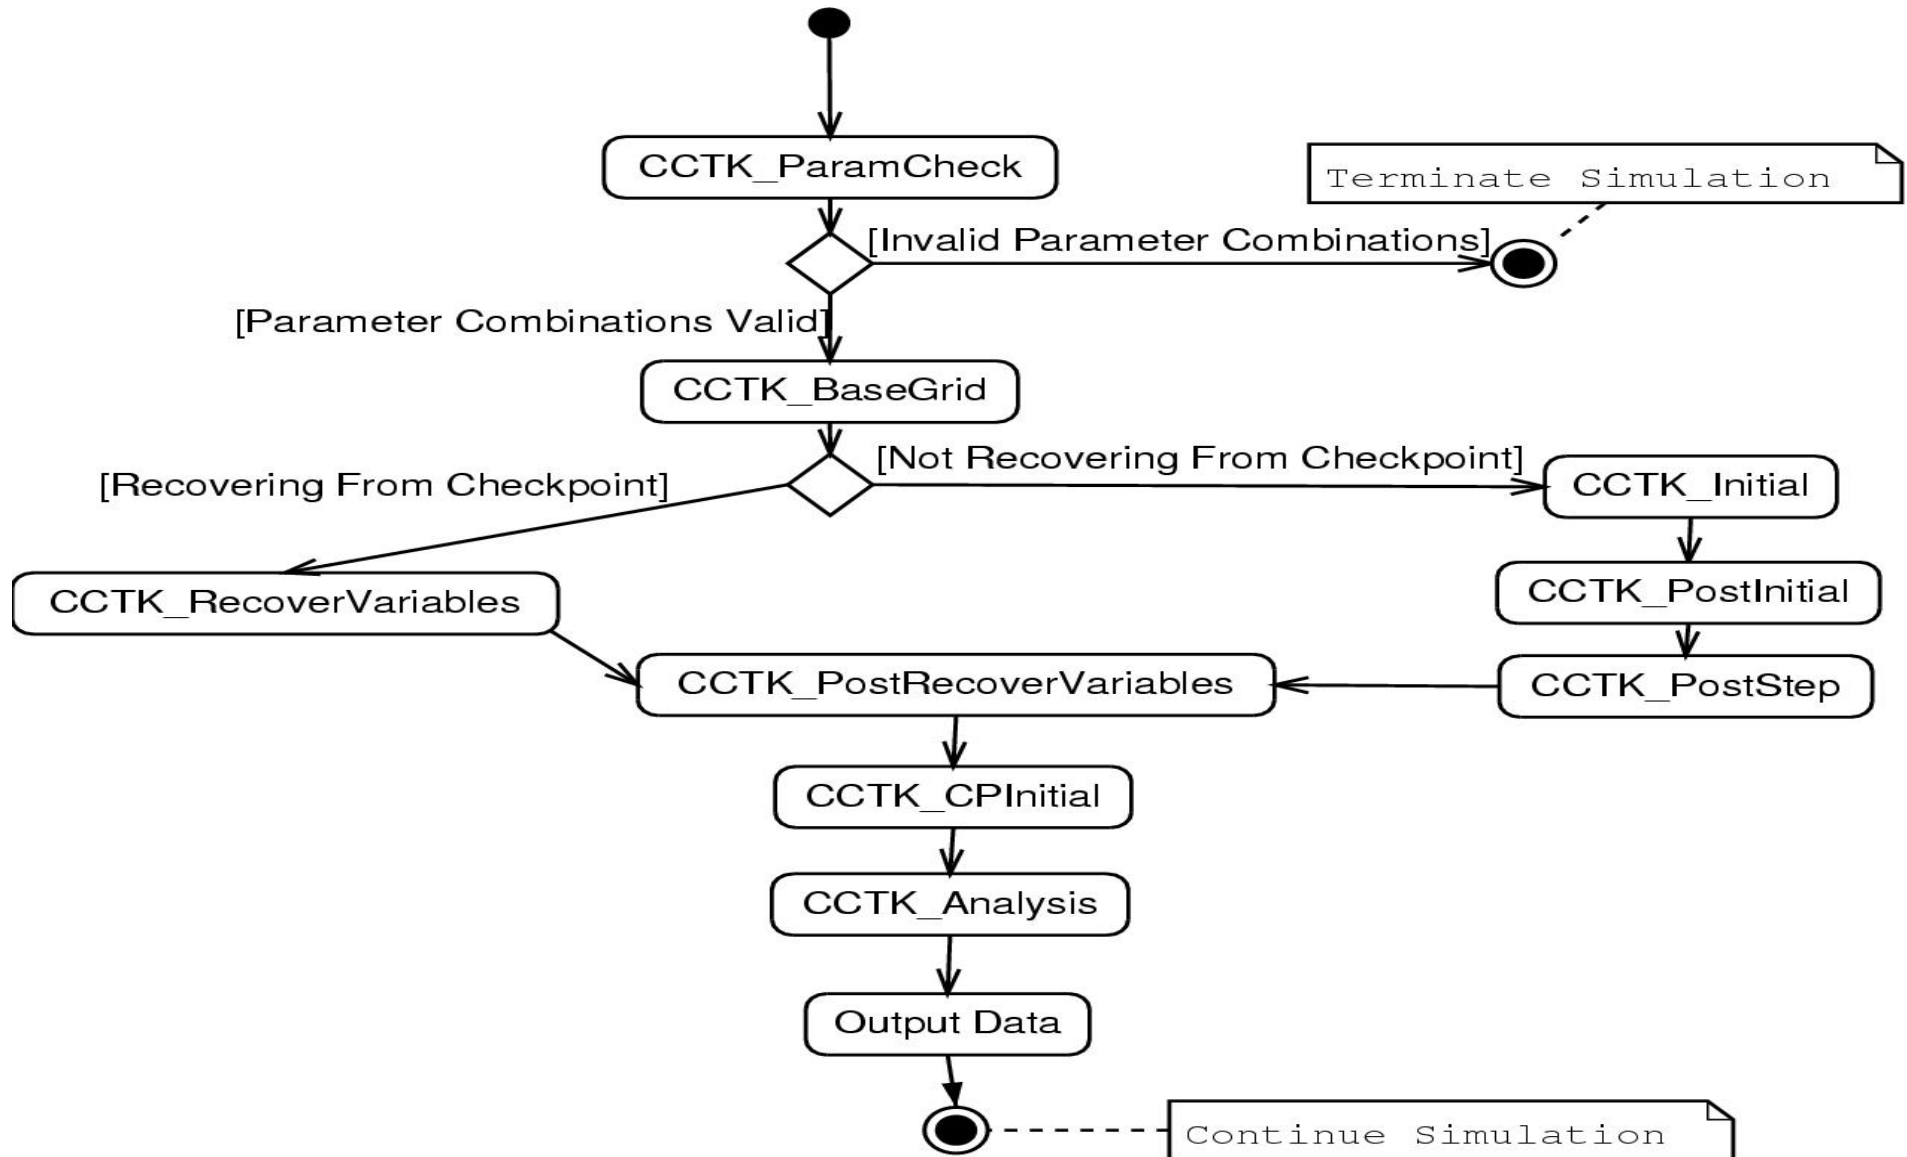 CCTK_ParamCheck
Terminate Simulation
[Invalid Parameter Combinations]
[Parameter Combinations Valid]
CCTK_BaseGrid
[Not Recovering From Checkpoint]
[Recovering From Checkpoint]
CCTK_Initial
CCTK_PostInitial
CCTK_RecoverVariables
CCTK_PostRecoverVariables
CCTK_PostStep
CCTK_CPInitial
CCTK_Analysis
Output Data
Continue Simulation